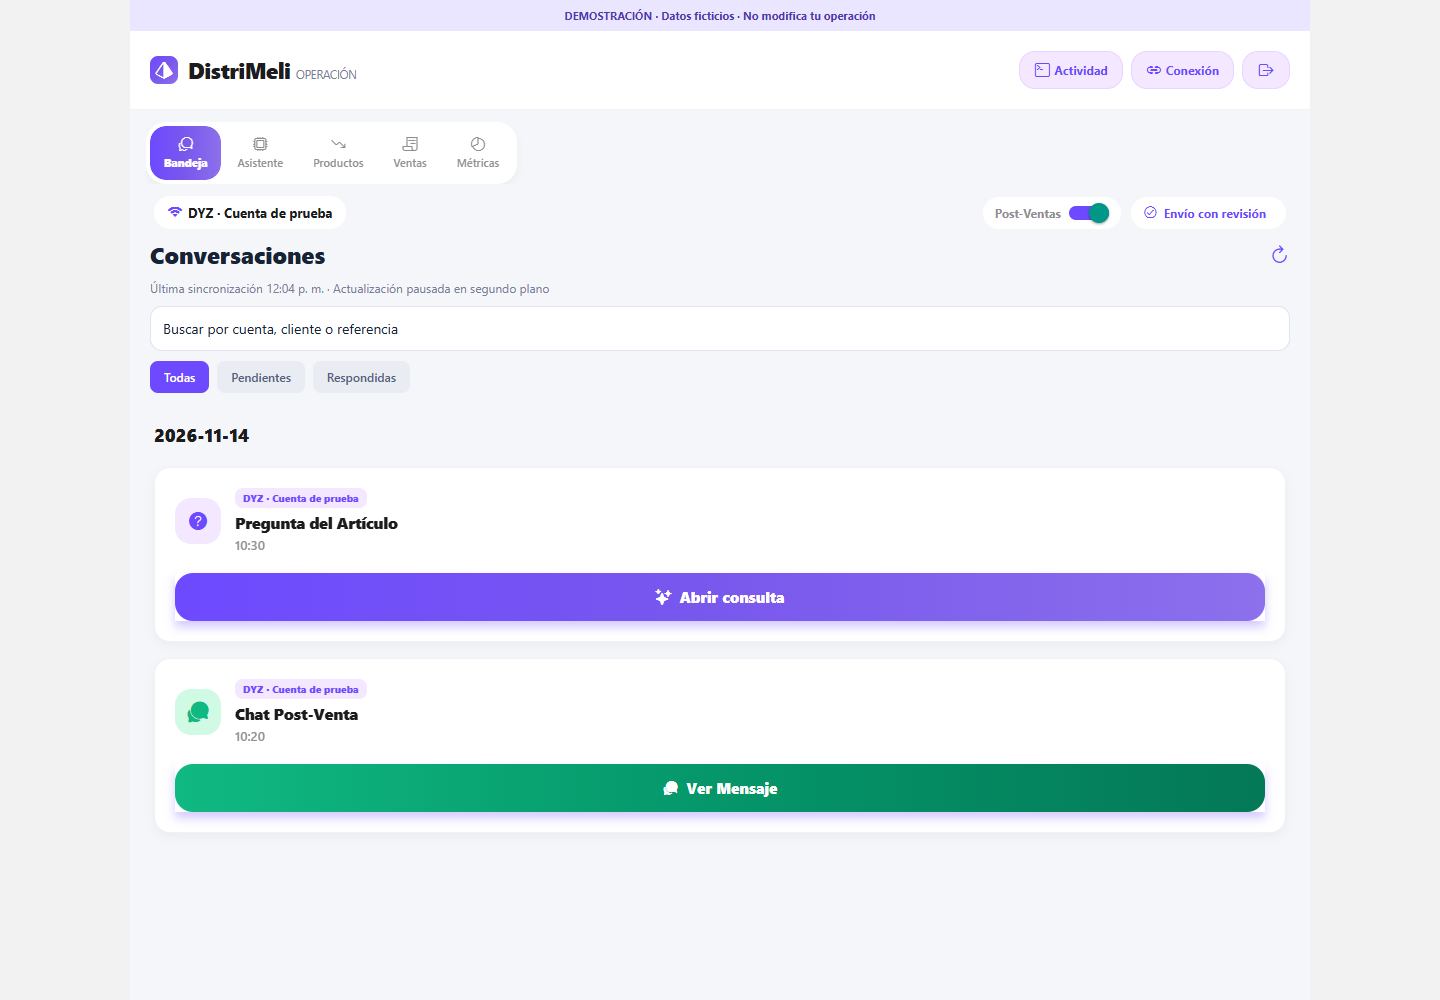 DEMOSTRACIÓN · Datos ficticios · No modifica tu operación
DistriMeli OPERACIÓN
Actividad
Conexión
Bandeja
Asistente
Productos
Ventas
Métricas
DYZ · Cuenta de prueba
Post-Ventas
Envío con revisión
Conversaciones
Última sincronización 12:04 p. m. · Actualización pausada en segundo plano
Buscar por cuenta, cliente o referencia
Todas
Pendientes
Respondidas
2026-11-14
DYZ · Cuenta de prueba
Pregunta del Artículo
10:30
Abrir consulta
DYZ · Cuenta de prueba
Chat Post-Venta
10:20
Ver Mensaje